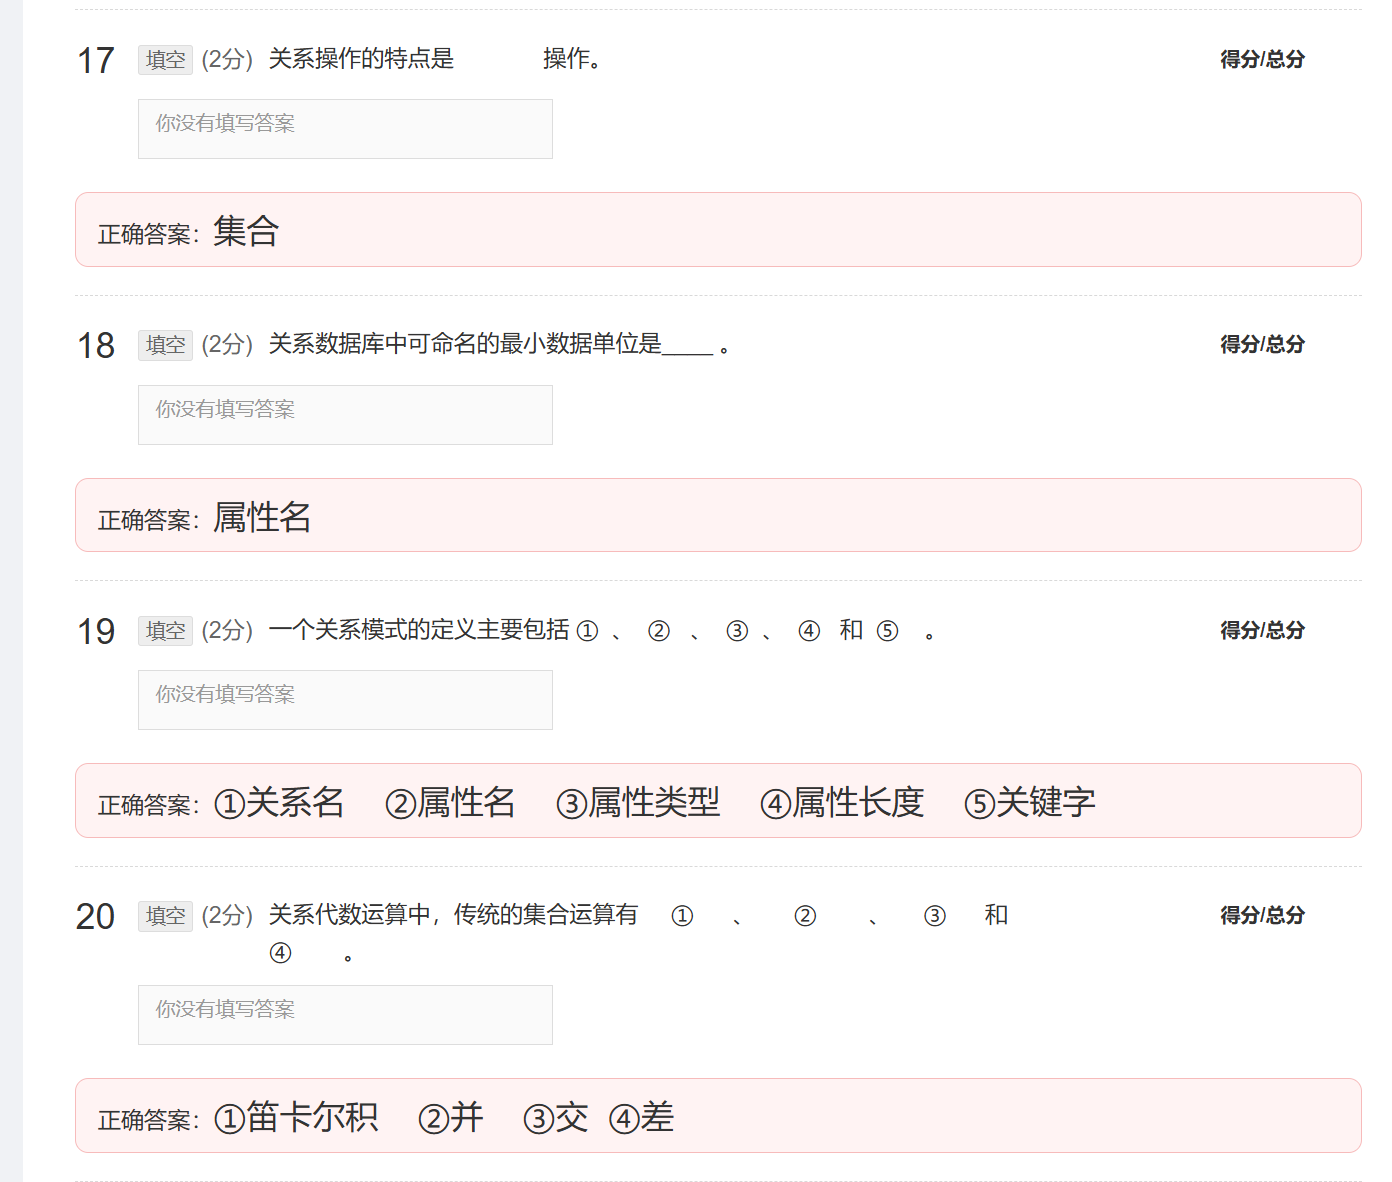 17 填空 (2分) 关系操作的特点是 操作。 得分/总分
你没有填写答案
正确答案：集合
18 填空 (2分) 关系数据库中可命名的最小数据单位是____ 。 得分/总分
你没有填写答案
正确答案：属性名
19 填空 (2分) 一个关系模式的定义主要包括 ① 、 ② 、 ③ 、 ④ 和 ⑤ 。 得分/总分
你没有填写答案
正确答案：①关系名 ②属性名 ③属性类型 ④属性长度 ⑤关键字
20 填空 (2分) 关系代数运算中，传统的集合运算有 ① 、 ② 、 ③ 和 得分/总分
④ 。
你没有填写答案
正确答案：①笛卡尔积 ②并 ③交 ④差